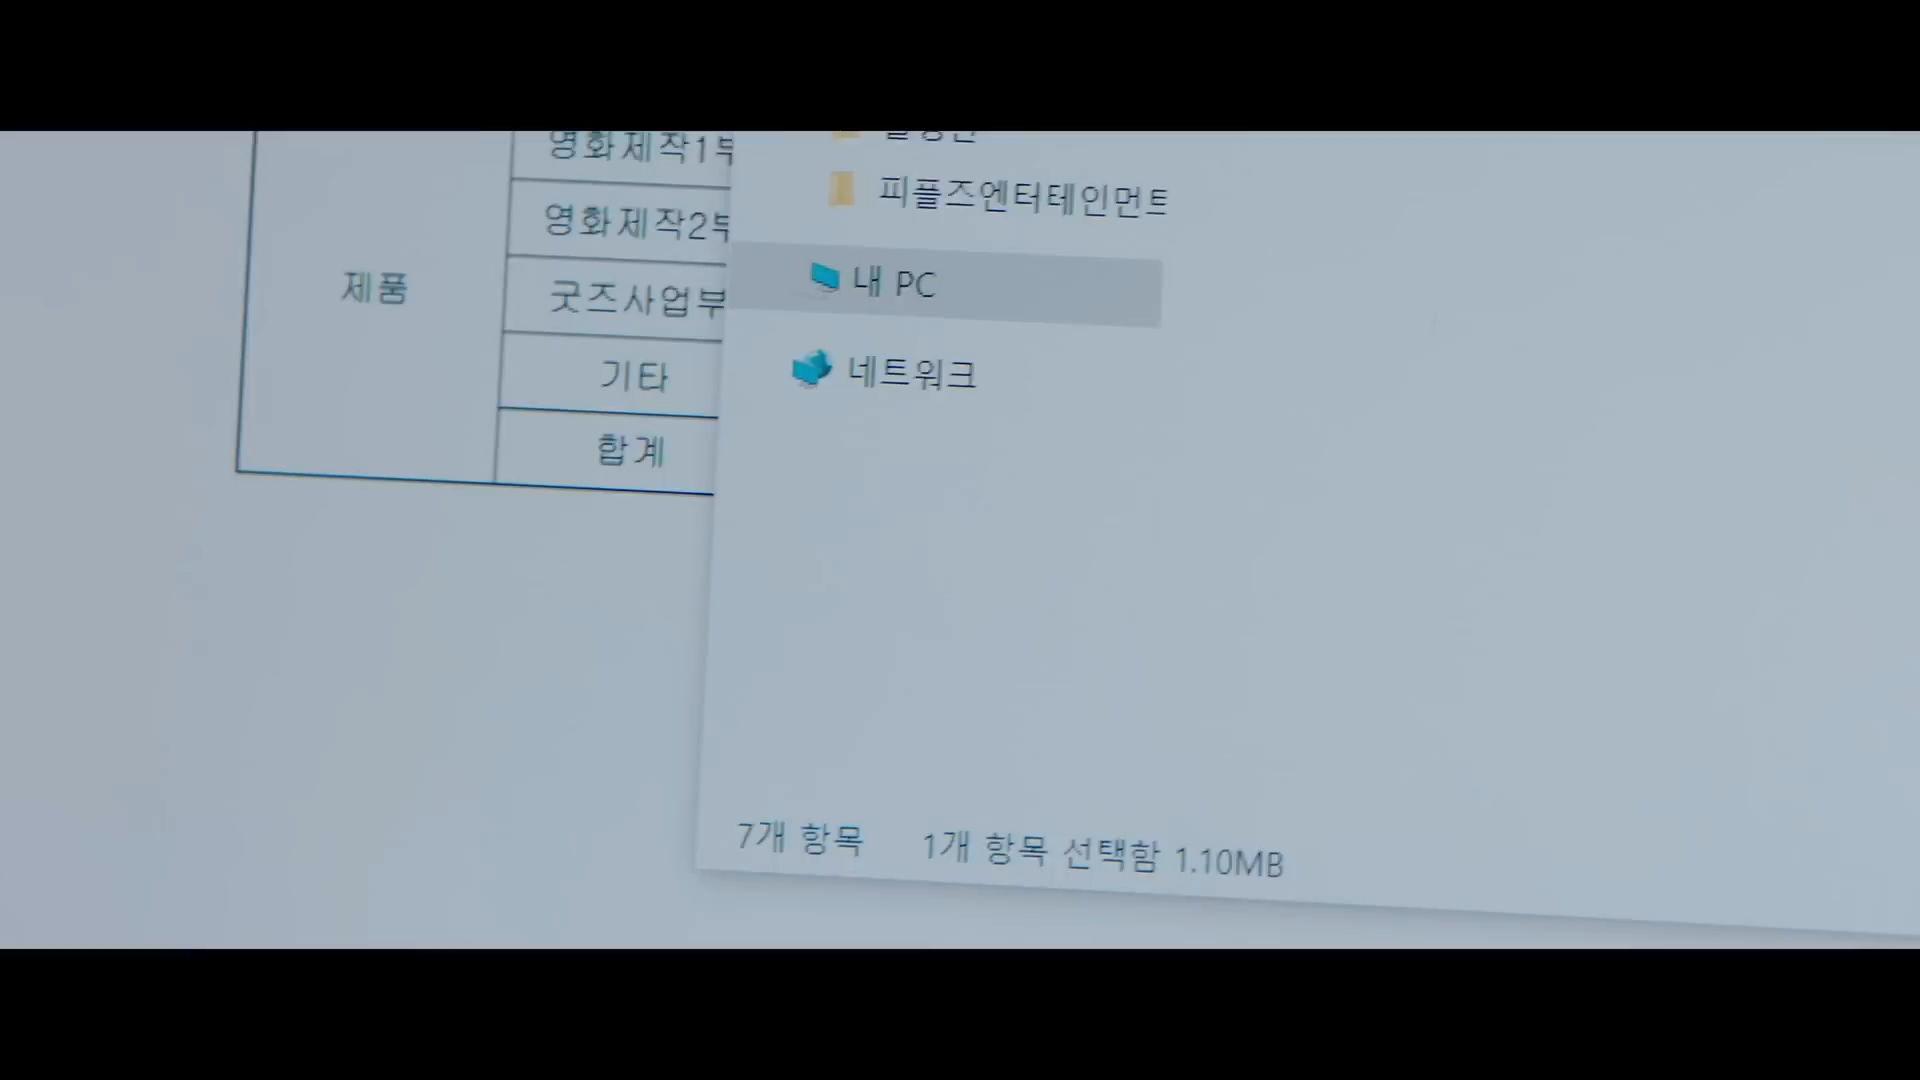 영화제작1부
영화제작2부
제품
굿즈사업부
기타
합계
피플즈엔터테인먼트
내 PC
네트워크
7개 항목 1개 항목 선택함 1.10MB